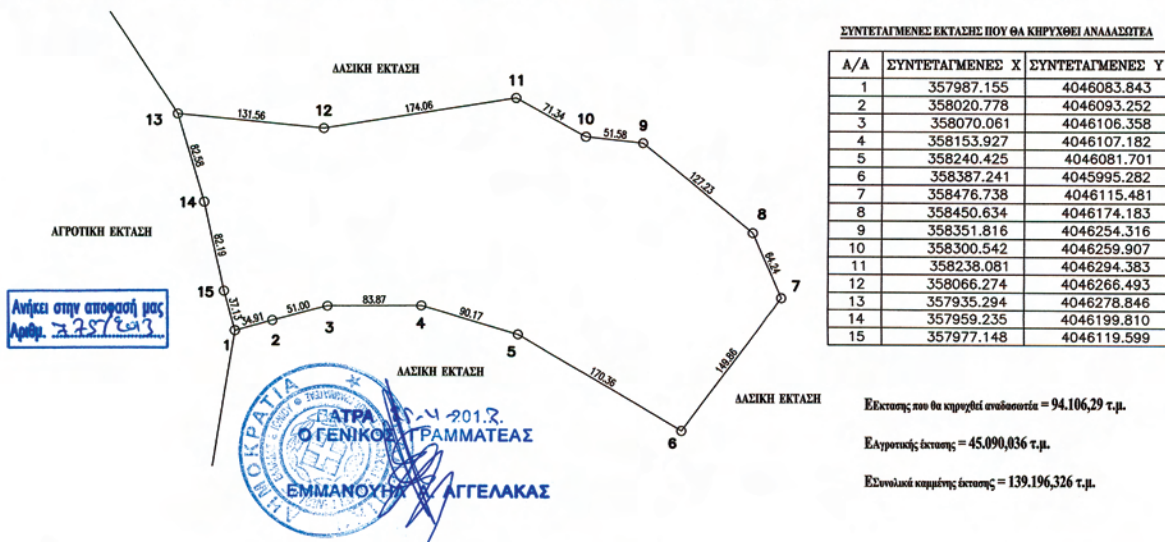 ΣΥΝΤΕΤΑΓΜΕΝΕΣ ΕΚΤΑΣΗΣ ΠΟΥ ΘΑ ΚΗΡΥΧΘΕΙ ΑΝΑΔΑΣΩΤΕΑ
Α/Α ΣΥΝΤΕΤΑΓΜΕΝΕΣ Χ ΣΥΝΤΕΤΑΓΜΕΝΕΣ Υ
1 357987.155 4046083.843
2 358020.778 4046093.252
3 358070.061 4046106.358
4 358153.927 4046107.182
5 358240.425 4046081.701
6 358387.241 4045995.282
7 358476.738 4046115.481
8 358450.634 4046174.183
9 358351.816 4046254.316
10 358300.542 4046259.907
11 358238.081 4046294.383
12 358066.274 4046266.493
13 357935.294 4046278.846
14 357959.235 4046199.810
15 357977.148 4046119.599
ΔΑΣΙΚΗ ΕΚΤΑΣΗ
11
13
131.56
12
174.06
71.34
10
51.58
9
82.58
127.23
14
8
ΑΓΡΟΤΙΚΗ ΕΚΤΑΣΗ
82.19
64.24
15
7
Ανήκει στην αποφασή μας
Αριθμ.
37.13
34.91
51.00
83.87
90.17
1
2
3
4
5
149.86
170.36
ΔΑΣΙΚΗ ΕΚΤΑΣΗ
ΔΑΣΙΚΗ ΕΚΤΑΣΗ
6
ΠΑΤΡΑ
Ο ΓΕΝΙΚΟΣ ΓΡΑΜΜΑΤΕΑΣ
ΕΜΜΑΝΟΥΗΛ ΑΓΓΕΛΑΚΑΣ
Εέκτασης που θα κηρυχθεί αναδασωτέα = 94.106,29 τ.μ.
ΕΑγροτικής έκτασης = 45.090,036 τ.μ.
ΕΣυνολικά καμμένης έκτασης = 139.196,326 τ.μ.